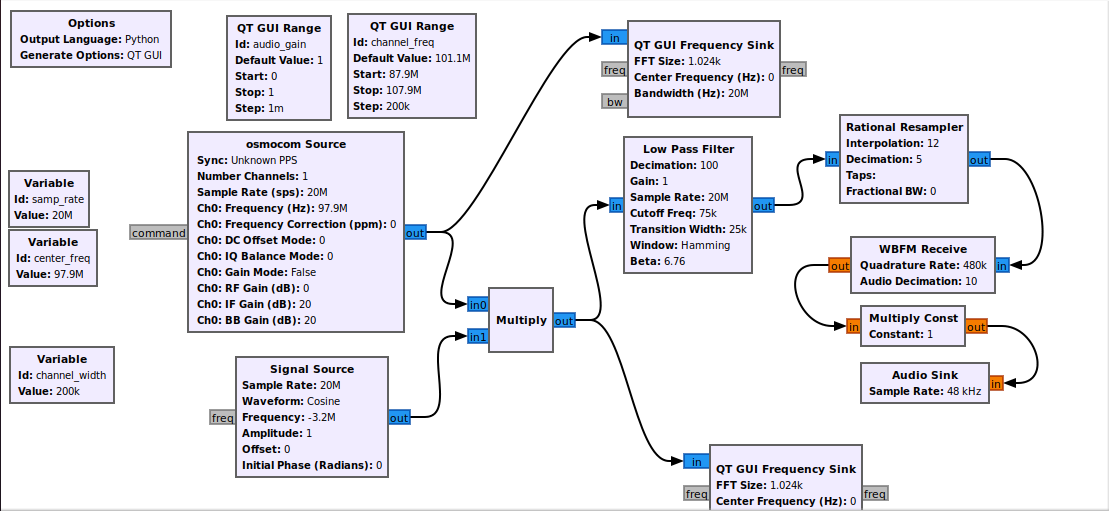 Options
Output Language: Python
Generate Options: QT GUI
QT GUI Range
Id: audio_gain
Default Value: 1
Start: 0
Stop: 1
Step: 1m
QT GUI Range
Id: channel_freq
Default Value: 101.1M
Start: 87.9M
Stop: 107.9M
Step: 200k
in
freq
bw
QT GUI Frequency Sink
FFT Size: 1.024k
Center Frequency (Hz): 0
Bandwidth (Hz): 20M
freq
Variable
Id: samp_rate
Value: 20M
Variable
Id: center_freq
Value: 97.9M
Variable
Id: channel_width
Value: 200k
command
osmocom Source
Sync: Unknown PPS
Number Channels: 1
Sample Rate (sps): 20M
Ch0: Frequency (Hz): 97.9M
Ch0: Frequency Correction (ppm): 0
Ch0: DC Offset Mode: 0
Ch0: IQ Balance Mode: 0
Ch0: Gain Mode: False
Ch0: RF Gain (dB): 0
Ch0: IF Gain (dB): 20
Ch0: BB Gain (dB): 20
out
freq
Signal Source
Sample Rate: 20M
Waveform: Cosine
Frequency: -3.2M
Amplitude: 1
Offset: 0
Initial Phase (Radians): 0
out
in0
in1
Multiply
out
in
Low Pass Filter
Decimation: 100
Gain: 1
Sample Rate: 20M
Cutoff Freq: 75k
Transition Width: 25k
Window: Hamming
Beta: 6.76
out
in
Rational Resampler
Interpolation: 12
Decimation: 5
Taps:
Fractional BW: 0
out
out
WBFM Receive
Quadrature Rate: 480k
Audio Decimation: 10
in
in
Multiply Const
Constant: 1
out
Audio Sink
Sample Rate: 48 kHz
in
in
freq
QT GUI Frequency Sink
FFT Size: 1.024k
Center Frequency (Hz): 0
freq